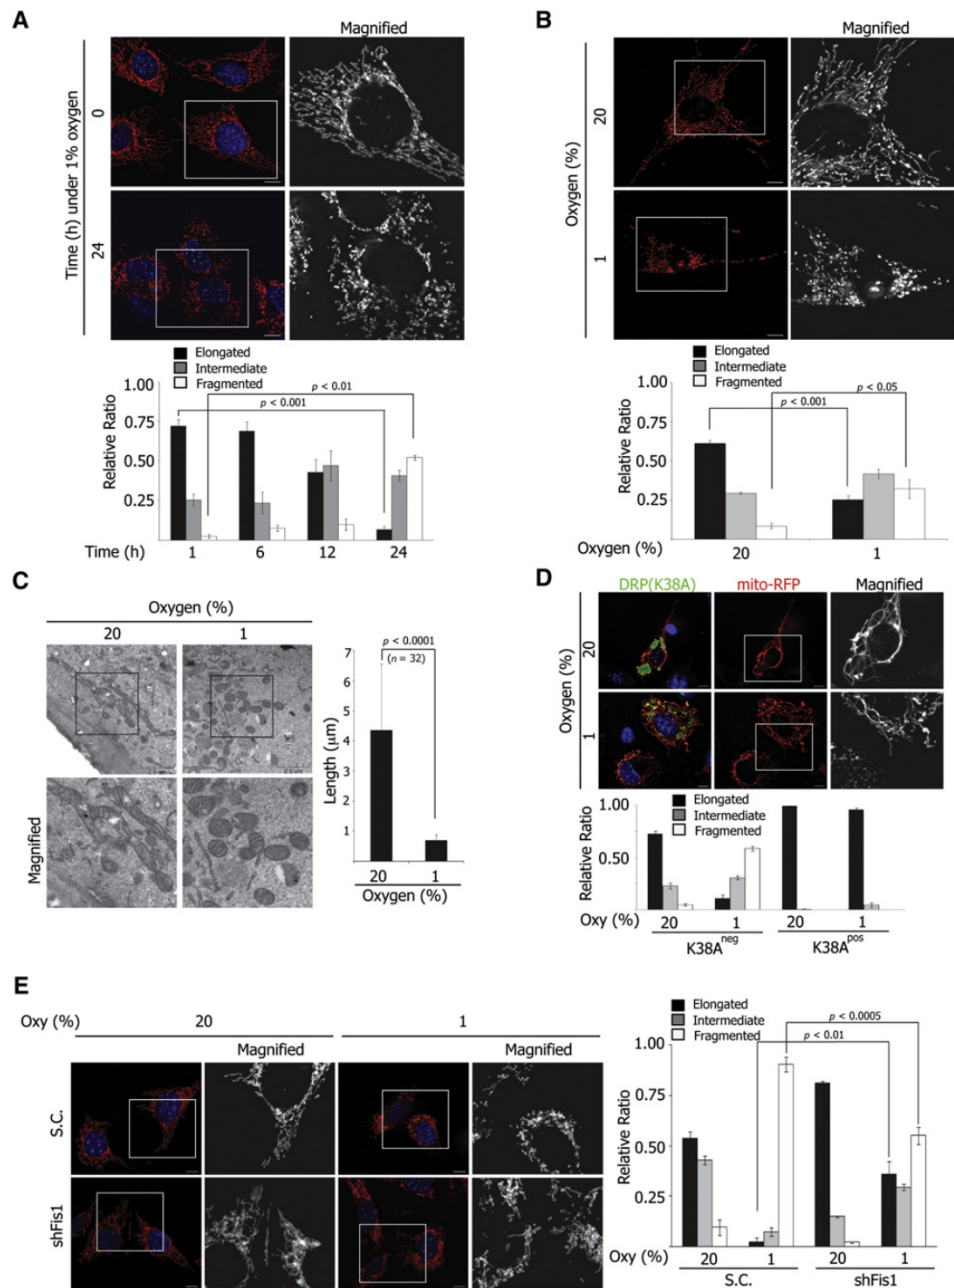 A
Magnified
Time (h) under 1% oxygen
0
24
Elongated
Intermediate
Fragmented
Relative Ratio
1.00
0.75
0.50
0.25
p < 0.01
p < 0.001
Time (h)
1 6 12 24
B
Magnified
Oxygen (%)
20
1
Elongated
Intermediate
Fragmented
Relative Ratio
1.00
0.75
0.50
0.25
p < 0.05
p < 0.001
Oxygen (%)
20 1
C
Oxygen (%)
20 1
Magnified
Length (μm)
7
6
5
4
3
2
1
p < 0.0001
(n = 32)
20 1
Oxygen (%)
D
DRP(K38A) mito-RFP Magnified
Oxygen (%)
20
1
Elongated
Intermediate
Fragmented
Relative Ratio
1.00
0.50
Oxy (%)
20 1 20 1
K38Aneg K38Apos
E
Oxy (%)
20 1
Magnified Magnified
S.C.
shFis1
Elongated
Intermediate
Fragmented
Relative Ratio
1.00
0.75
0.50
0.25
p < 0.0005
p < 0.01
Oxy (%)
20 1 20 1
S.C. shFis1